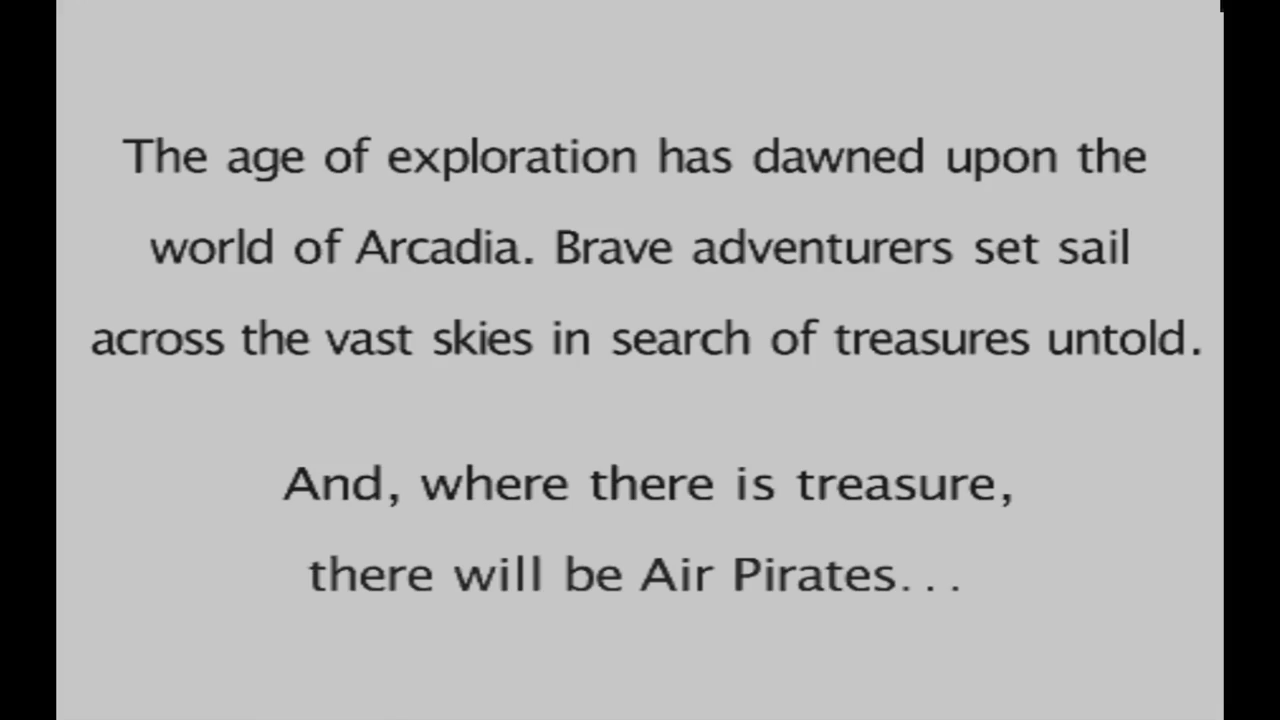 The age of exploration has dawned upon the
world of Arcadia. Brave adventurers set sail
across the vast skies in search of treasures untold.
And, where there is treasure,
there will be Air Pirates...